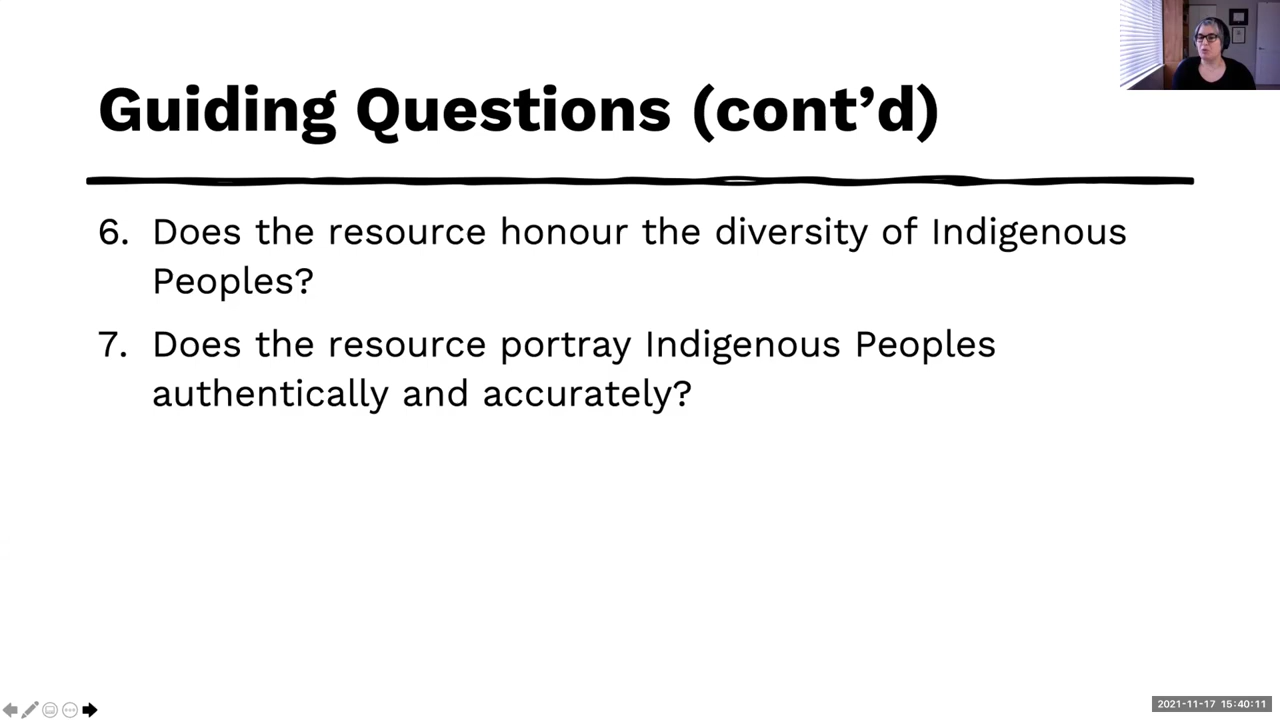 Guiding Questions (cont’d)
6. Does the resource honour the diversity of Indigenous
Peoples?
7. Does the resource portray Indigenous Peoples
authentically and accurately?
2021-11-17 15:40:11